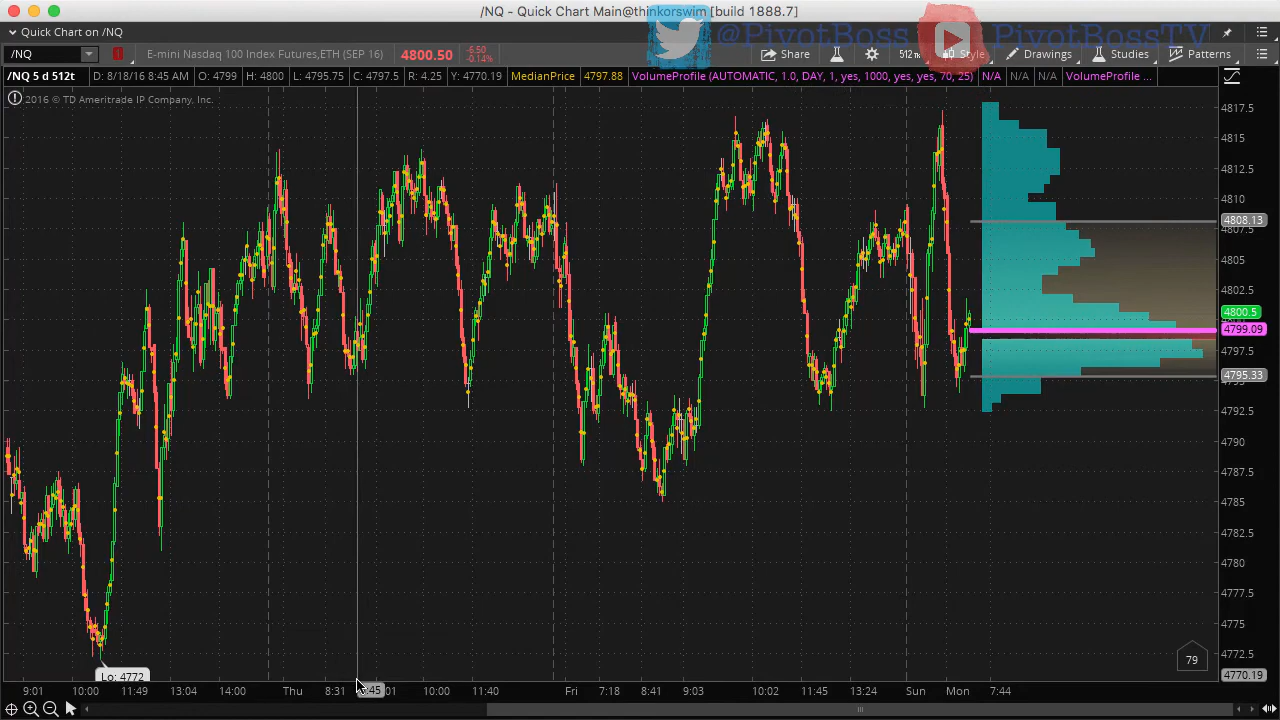 /NQ - Quick Chart Main@thinkorswim [build 1888.7]
Quick Chart on /NQ
@PivotBoss PivotBossTV
/NQ E-mini Nasdaq 100 Index Futures,ETH (SEP 16) 4800.50 -6.50 -0.14% Share 512t Style Drawings Studies Patterns
/NQ 5 d 512t D: 8/18/16 8:45 AM O: 4799 H: 4800 L: 4795.75 C: 4797.5 R: 4.25 Y: 4770.19 MedianPrice 4797.88 VolumeProfile (AUTOMATIC, 1.0, DAY, 1, yes, 1000, yes, yes, 70, 25) N/A N/A N/A VolumeProfile ...
2016 © TD Ameritrade IP Company, Inc.
4817.5
4815
4812.5
4810
4808.13
4807.5
4805
4802.5
4800.5
4799.09
4797.5
4795.33
4792.5
4790
4787.5
4785
4782.5
4780
4777.5
4775
4772.5
4770.19
79
Lo: 4772
9:01 10:00 11:49 13:04 14:00 Thu 8:31 8:45 10:00 11:40 Fri 7:18 8:41 9:03 10:02 11:45 13:24 Sun Mon 7:44